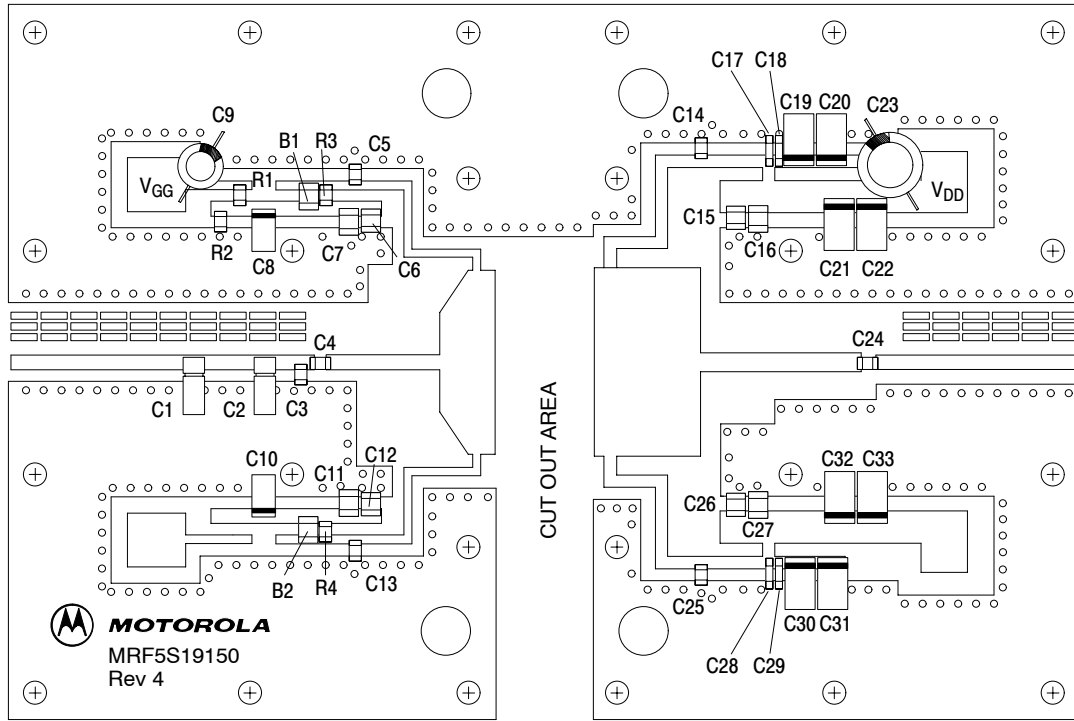 C17 C18
C9 C14 C19 C20 C23
B1 R3 C5
VGG R1 VDD
C15
R2 C8 C7 C6 C16 C21 C22
C4 C24
C1 C2 C3
CUT OUT AREA
C10 C11 C12 C32 C33
C26 C27
B2 R4 C13 C25
MOTOROLA
C30 C31
MRF5S19150
C28 C29
Rev 4